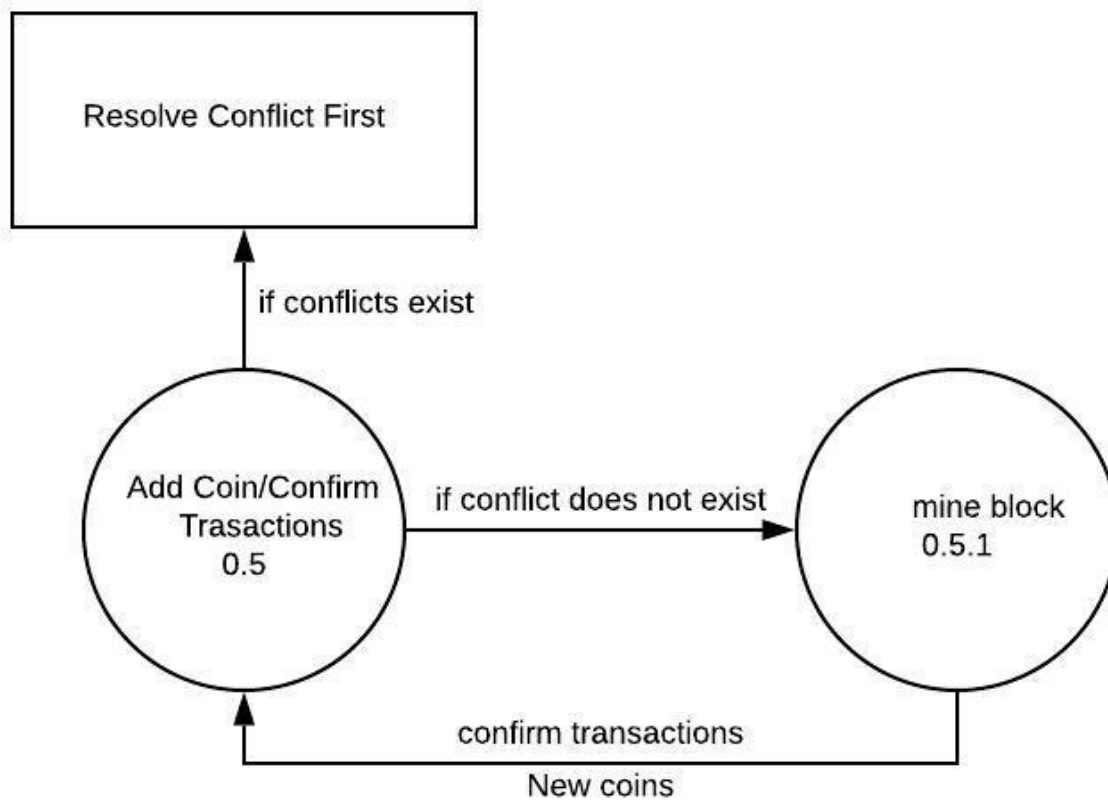 Resolve Conflict First
if conflicts exist
Add Coin/Confirm
Trasactions
0.5
if conflict does not exist
mine block
0.5.1
confirm transactions
New coins